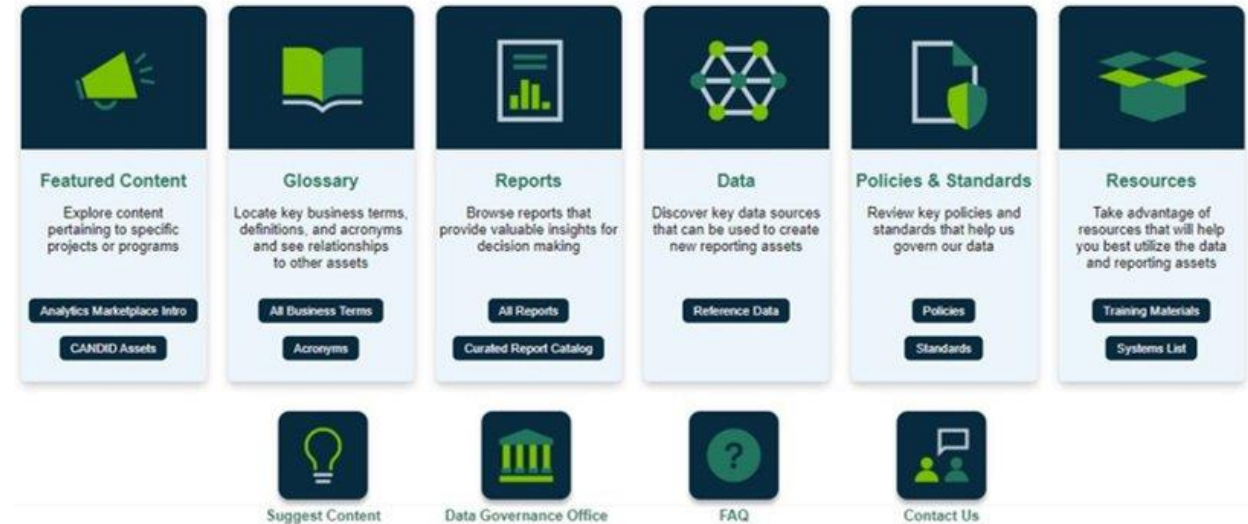 Featured Content
Explore content
pertaining to specific
projects or programs
Analytics Marketplace Intro
CANDID Assets
Glossary
Locate key business terms,
definitions, and acronyms
and see relationships
to other assets
All Business Terms
Acronyms
Reports
Browse reports that
provide valuable insights for
decision making
All Reports
Curated Report Catalog
Data
Discover key data sources
that can be used to create
new reporting assets
Reference Data
Policies & Standards
Review key policies and
standards that help us
govern our data
Policies
Standards
Resources
Take advantage of
resources that will help
you best utilize the data
and reporting assets
Training Materials
Systems List
Suggest Content
Data Governance Office
?
FAQ
Contact Us